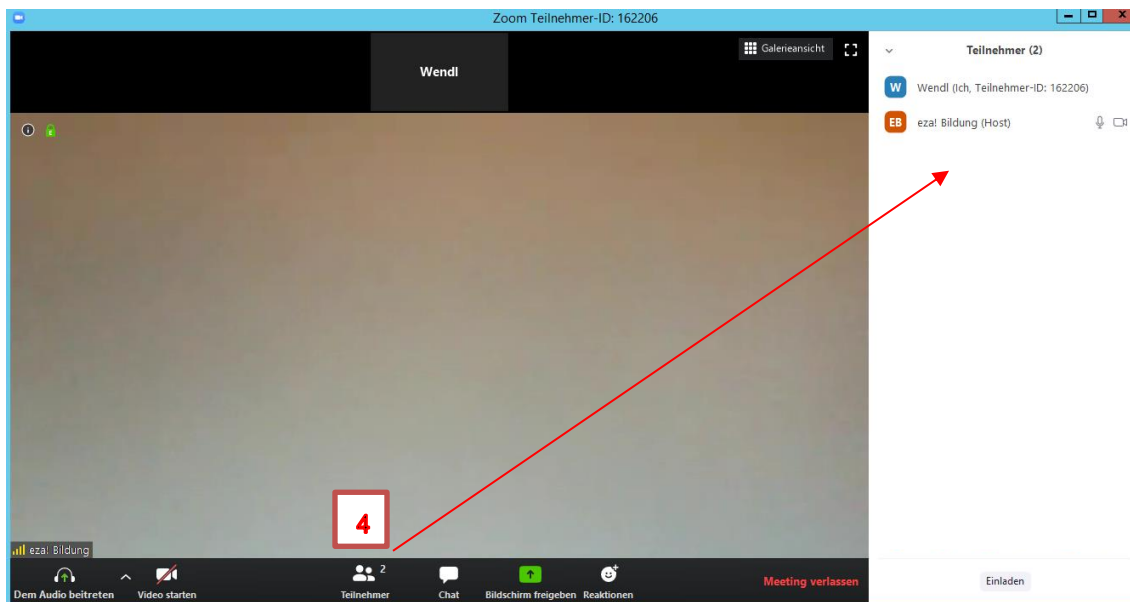 Zoom Teilnehmer-ID: 162206
Wendl
Galerieansicht
Teilnehmer (2)
W Wendl (Ich, Teilnehmer-ID: 162206)
EB eza! Bildung (Host)
4
eza! Bildung
2
Dem Audio beitreten Video starten Teilnehmer Chat Bildschirm freigeben Reaktionen Meeting verlassen
Einladen